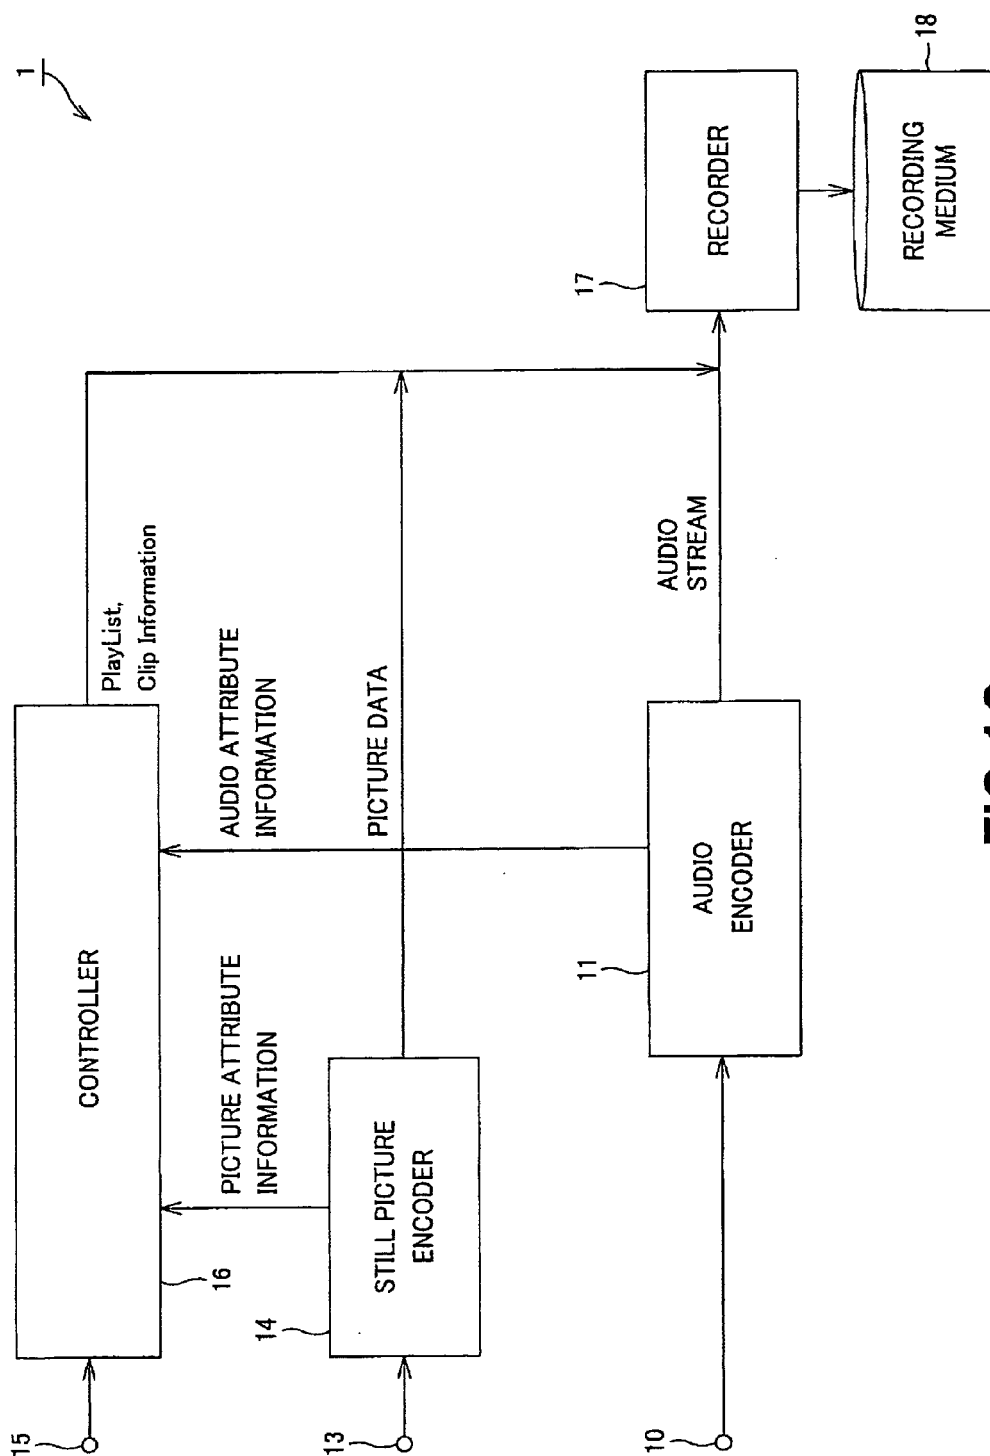 15
1
CONTROLLER
PlayList,
Clip Information
16
PICTURE ATTRIBUTE
INFORMATION
AUDIO ATTRIBUTE
INFORMATION
14
13
STILL PICTURE
ENCODER
PICTURE DATA
11
17
10
AUDIO
ENCODER
AUDIO
STREAM
RECORDER
18
RECORDING
MEDIUM